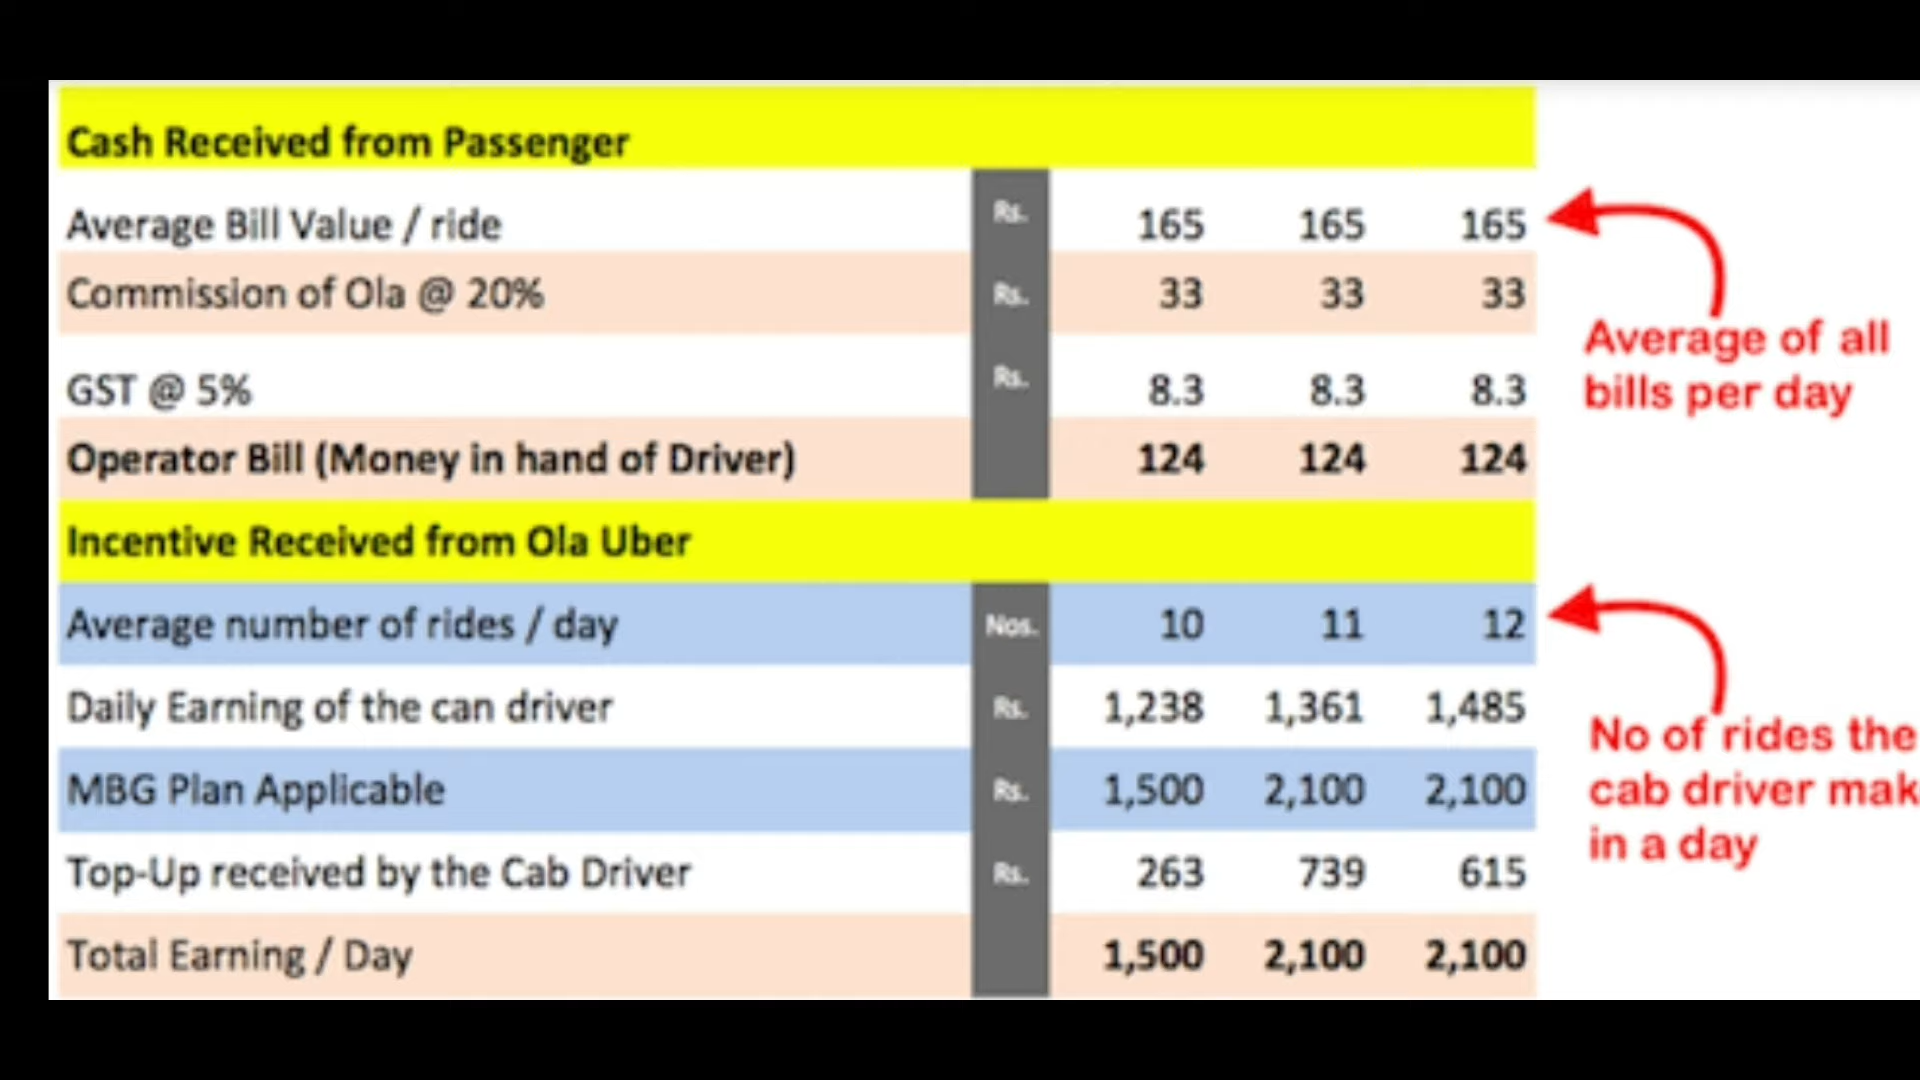 Cash Received from Passenger
Average Bill Value / ride Rs. 165 165 165
Commission of Ola @ 20% Rs. 33 33 33
GST @ 5% Rs. 8.3 8.3 8.3
Operator Bill (Money in hand of Driver) 124 124 124
Incentive Received from Ola Uber
Average number of rides / day Nos. 10 11 12
Daily Earning of the can driver Rs. 1,238 1,361 1,485
MBG Plan Applicable Rs. 1,500 2,100 2,100
Top-Up received by the Cab Driver Rs. 263 739 615
Total Earning / Day 1,500 2,100 2,100
Average of all
bills per day
No of rides the
cab driver mak
in a day